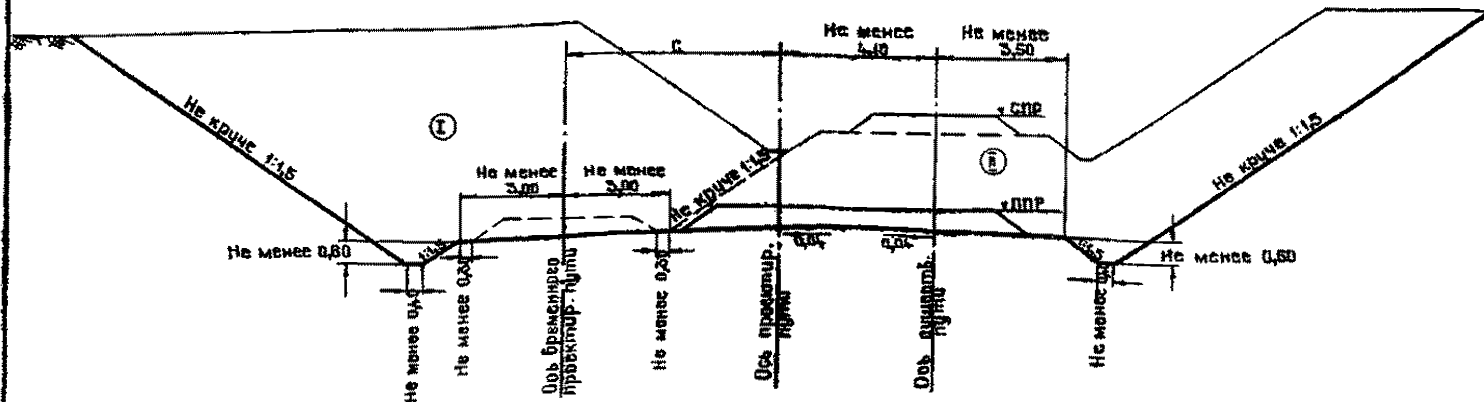 Не менее
4,10
Не менее
3,50
С
СПР
Не круче 1:1,5
I
Не менее
3,00
Не менее
3,00
Не круче 1:1,5
II
Не круче 1:1,5
ППР
Не менее 0,60
1:1,5
0,04
0,04
1:1,5
Не менее 0,60
Не менее 0,40
Не менее 0,30
Ось временного
проектир. пути
Не менее 0,30
Ось проектир.
пути
Ось существ.
пути
Не менее 0,4